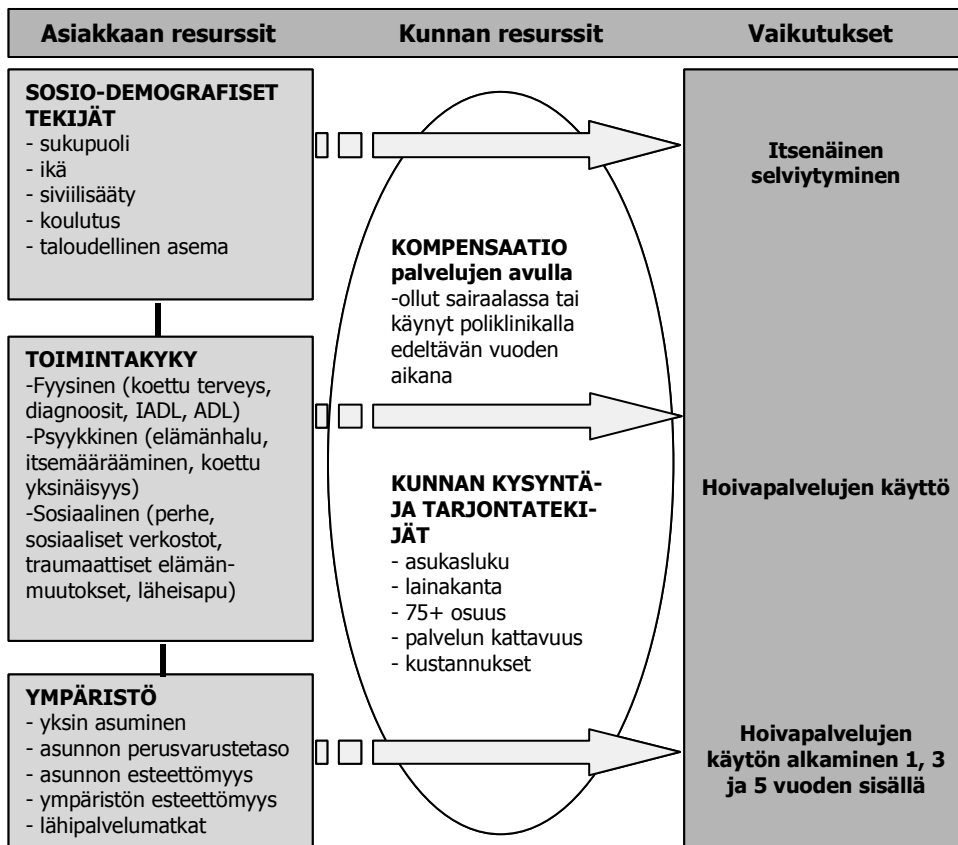 Asiakkaan resurssit
Kunnan resurssit
Vaikutukset
SOSIO-DEMOGRAFISET
TEKIJÄT
- sukupuoli
- ikä
- siviilisääty
- koulutus
- taloudellinen asema
TOIMINTAKYKY
-Fyysinen (koettu terveys,
diagnoosit, IADL, ADL)
-Psyykkinen (elämänhalu,
itsemäärääminen, koettu
yksinäisyys)
-Sosiaalinen (perhe,
sosiaaliset verkostot,
traumaattiset elämän-
muutokset, läheisapu)
YMPÄRISTÖ
- yksin asuminen
- asunnon perusvarustetaso
- asunnon esteettömyys
- ympäristön esteettömyys
- lähipalvelumatkat
KOMPENSAATIO
palvelujen avulla
-ollut sairaalassa tai
käynyt poliklinikalla
edeltävän vuoden
aikana
KUNNAN KYSYNTÄ-
JA TARJONTATEKI-
JÄT
- asukasluku
- lainakanta
- 75+ osuus
- palvelun kattavuus
- kustannukset
Itsenäinen
selviytyminen
Hoivapalvelujen käyttö
Hoivapalvelujen
käytön alkaminen 1, 3
ja 5 vuoden sisällä